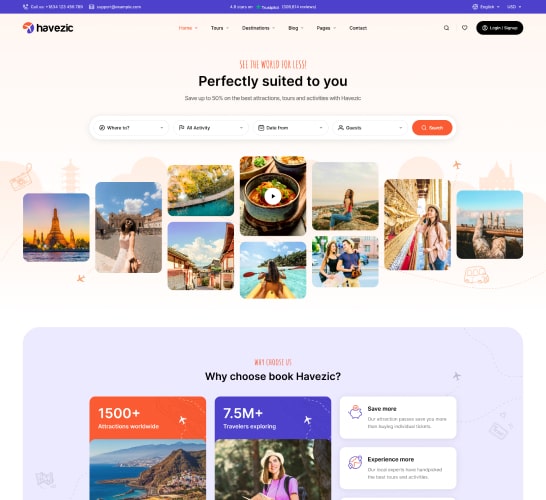 Call us: +1834 123 456 789
support@example.com
4.8 stars on Trustpilot (306,614 reviews)
English
USD
havezic
Home
Tours
Destinations
Blog
Pages
Contact
Login / Signup
SEE THE WORLD FOR LESS!
Perfectly suited to you
Save up to 50% on the best attractions, tours and activities with Havezic
Where to?
All Activity
Date from
Guests
Search
WHY CHOOSE US
Why choose book Havezic?
1500+
Attractions worldwide
7.5M+
Travelers exploring
Save more
Our attraction passes save you more
than buying individual tickets.
Experience more
Our local experts have handpicked
the best tours and activities.